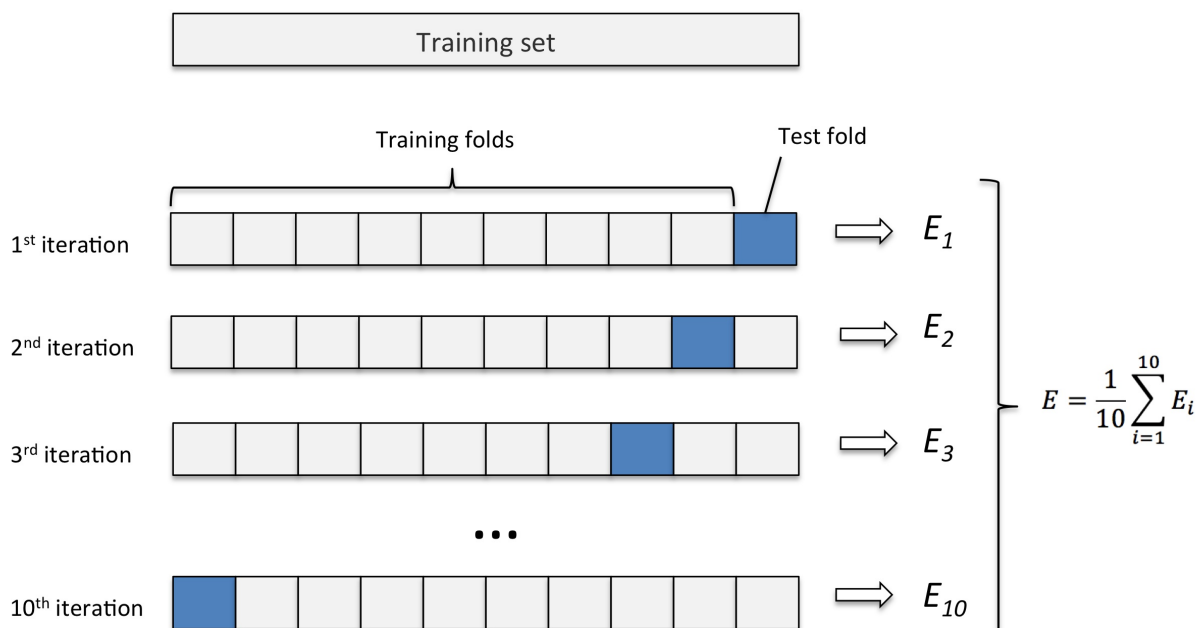 Training set
Training folds
Test fold
1st iteration
E1
2nd iteration
E2
3rd iteration
E3
E = 1/10 10∑i=1 Ei
...
10th iteration
E10